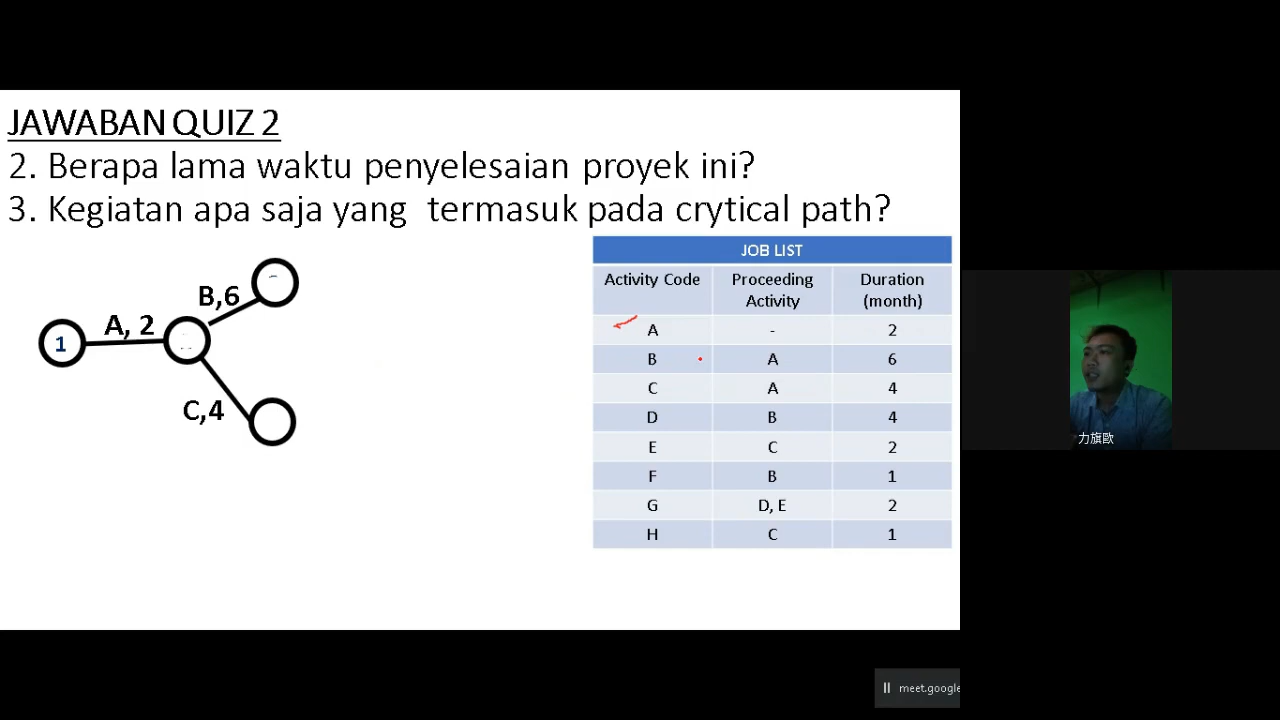 JAWABAN QUIZ 2
2. Berapa lama waktu penyelesaian proyek ini?
3. Kegiatan apa saja yang termasuk pada crytical path?
B,6
A, 2
1
C,4
JOB LIST
Activity Code Proceeding Activity Duration (month)
A - 2
B A 6
C A 4
D B 4
E C 2
F B 1
G D, E 2
H C 1
力旗歐
meet.google